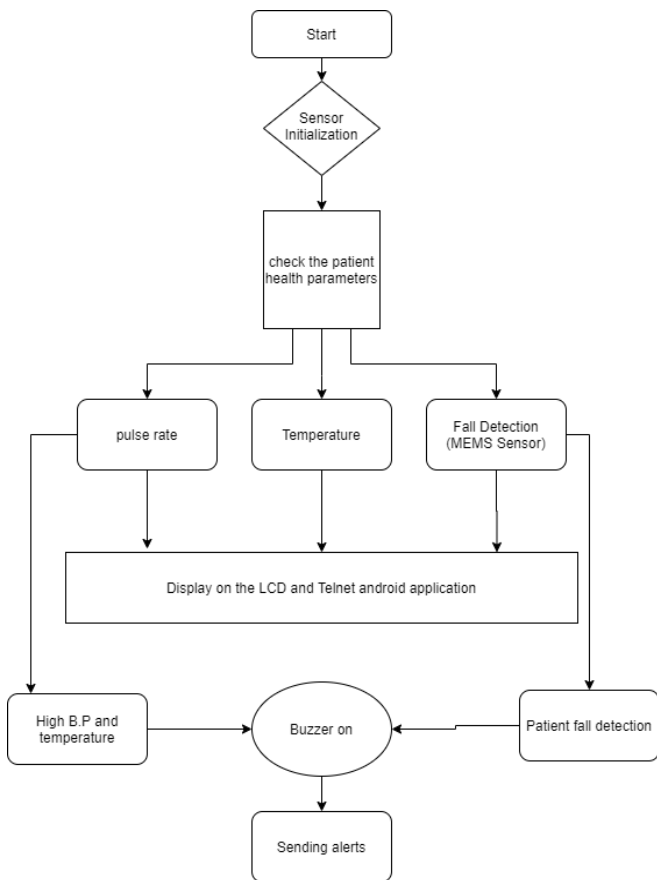 Start
Sensor
Initialization
check the patient
health parameters
pulse rate
Temperature
Fall Detection
(MEMS Sensor)
Display on the LCD and Telnet android application
High B.P and
temperature
Buzzer on
Patient fall detection
Sending alerts